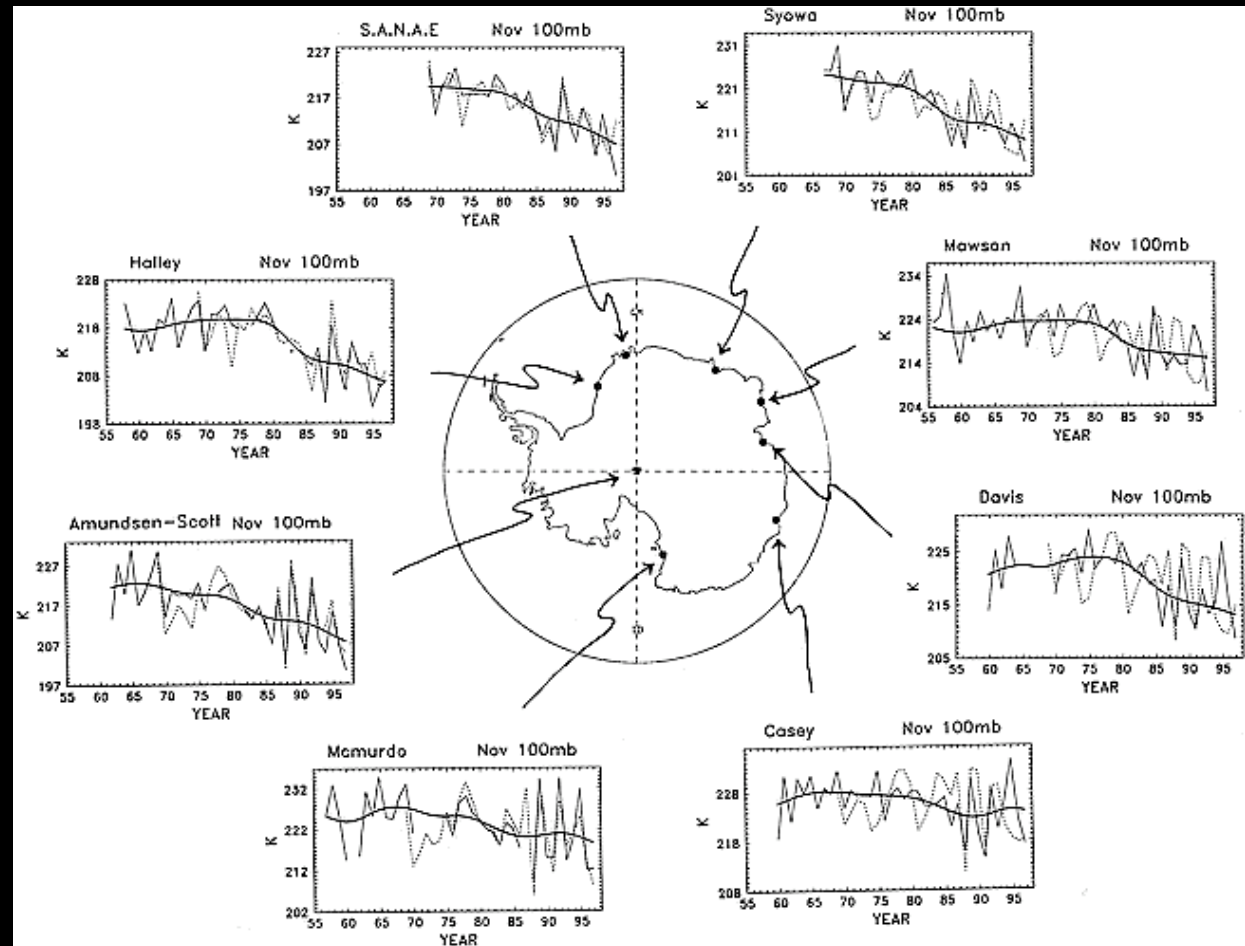 S.A.N.A.E Nov 100mb
227
217
207
197
K
55 60 65 70 75 80 85 90 95
YEAR
Syowa Nov 100mb
231
221
211
201
K
55 60 65 70 75 80 85 90 95
YEAR
Halley Nov 100mb
228
218
208
198
K
55 60 65 70 75 80 85 90 95
YEAR
Mawson Nov 100mb
234
224
214
204
K
55 60 65 70 75 80 85 90 95
YEAR
Amundsen-Scott Nov 100mb
227
217
207
197
K
55 60 65 70 75 80 85 90 95
YEAR
Davis Nov 100mb
225
215
205
K
55 60 65 70 75 80 85 90 95
YEAR
Mcmurdo Nov 100mb
232
222
212
202
K
55 60 65 70 75 80 85 90 95
YEAR
Casey Nov 100mb
228
218
208
K
55 60 65 70 75 80 85 90 95
YEAR